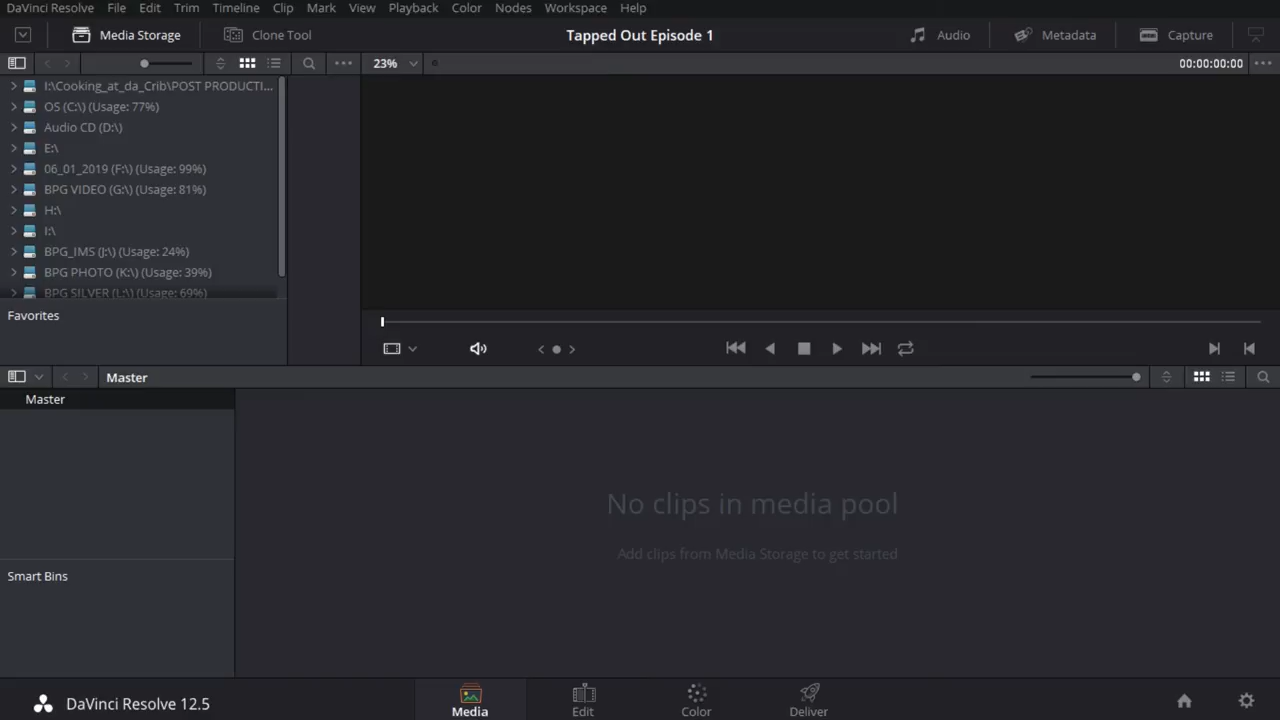 DaVinci Resolve File Edit Trim Timeline Clip Mark View Playback Color Nodes Workspace Help
Media Storage Clone Tool Tapped Out Episode 1 Audio Metadata Capture
23% 00:00:00:00
I:\Cooking_at_da_Crib\POST PRODUCTI...
OS (C:\) (Usage: 77%)
Audio CD (D:\)
E:\
06_01_2019 (F:\) (Usage: 99%)
BPG VIDEO (G:\) (Usage: 81%)
H:\
I:\
BPG_IMS (J:\) (Usage: 24%)
BPG PHOTO (K:\) (Usage: 39%)
BPG SILVER (L:\) (Usage: 69%)
Favorites
Master
Master
No clips in media pool
Add clips from Media Storage to get started
Smart Bins
DaVinci Resolve 12.5 Media Edit Color Deliver